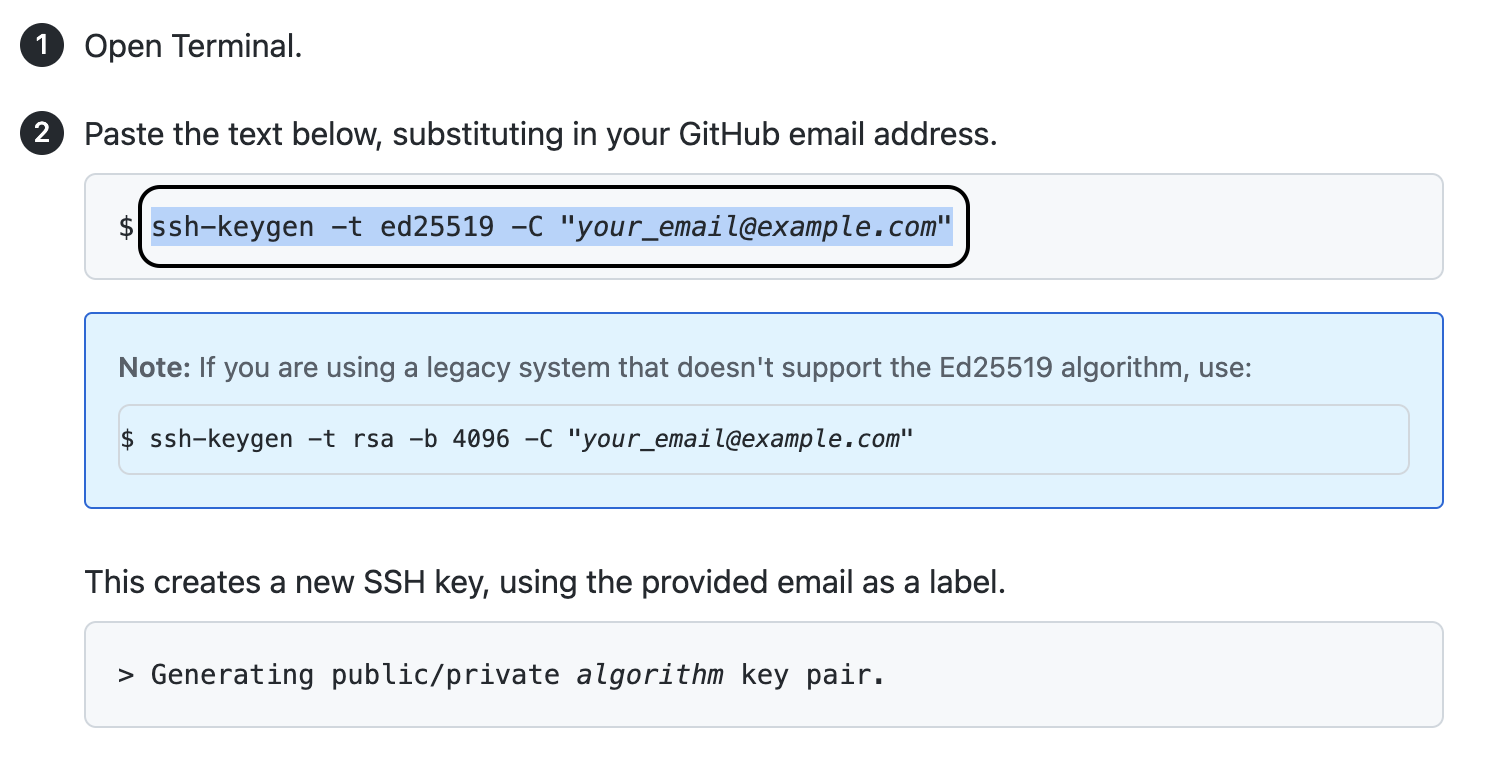 1 Open Terminal.
2 Paste the text below, substituting in your GitHub email address.
$ ssh-keygen -t ed25519 -C "your_email@example.com"
Note: If you are using a legacy system that doesn't support the Ed25519 algorithm, use:
$ ssh-keygen -t rsa -b 4096 -C "your_email@example.com"
This creates a new SSH key, using the provided email as a label.
> Generating public/private algorithm key pair.